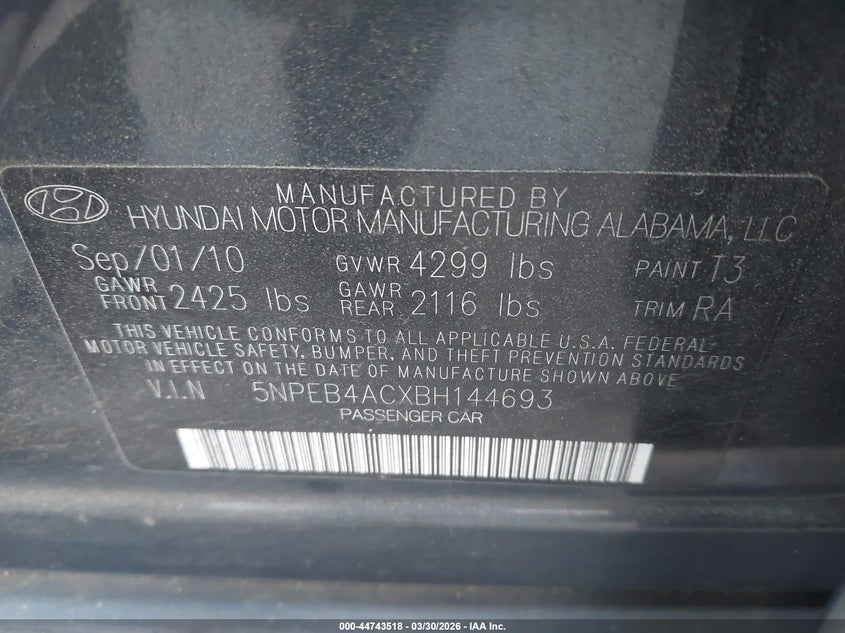 MANUFACTURED BY
HYUNDAI MOTOR MANUFACTURING ALABAMA, LLC
Sep/01/10 GVWR 4299 lbs PAINT T3
GAWR FRONT 2425 lbs GAWR REAR 2116 lbs TRIM RA
THIS VEHICLE CONFORMS TO ALL APPLICABLE U.S.A. FEDERAL
MOTOR VEHICLE SAFETY, BUMPER, AND THEFT PREVENTION STANDARDS
IN EFFECT ON THE DATE OF MANUFACTURE SHOWN ABOVE
V.I.N 5NPEB4ACXBH144693
PASSENGER CAR
000-44743518 - 03/30/2026 - IAA Inc.